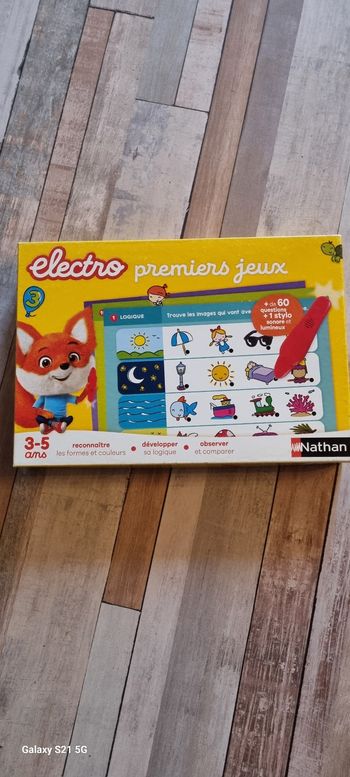 electro premiers jeux
3
1 LOGIQUE
Trouve les images qui vont ave
+ de 60
questions
+ 1 stylo
sonore et
lumineux
3-5
ans
reconnaître
les formes et couleurs
développer
sa logique
observer
et comparer
Nathan
Galaxy S21 5G